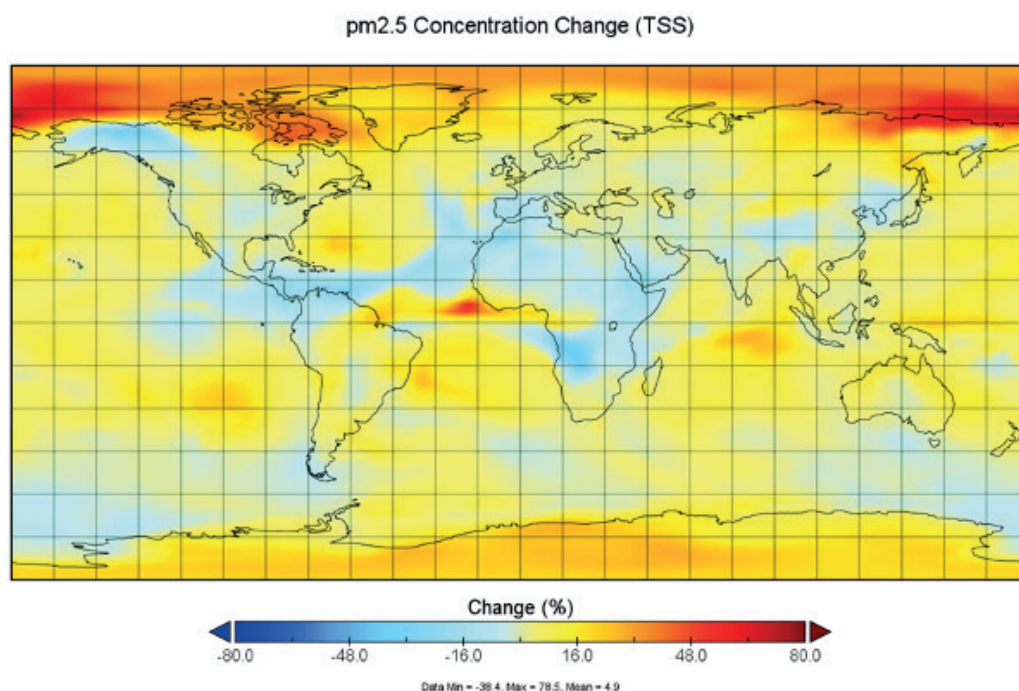 pm2.5 Concentration Change (TSS)
Change (%)
-80.0 -48.0 -16.0 16.0 48.0 80.0
Data Min = -38.4, Max = 78.5, Mean = 4.9